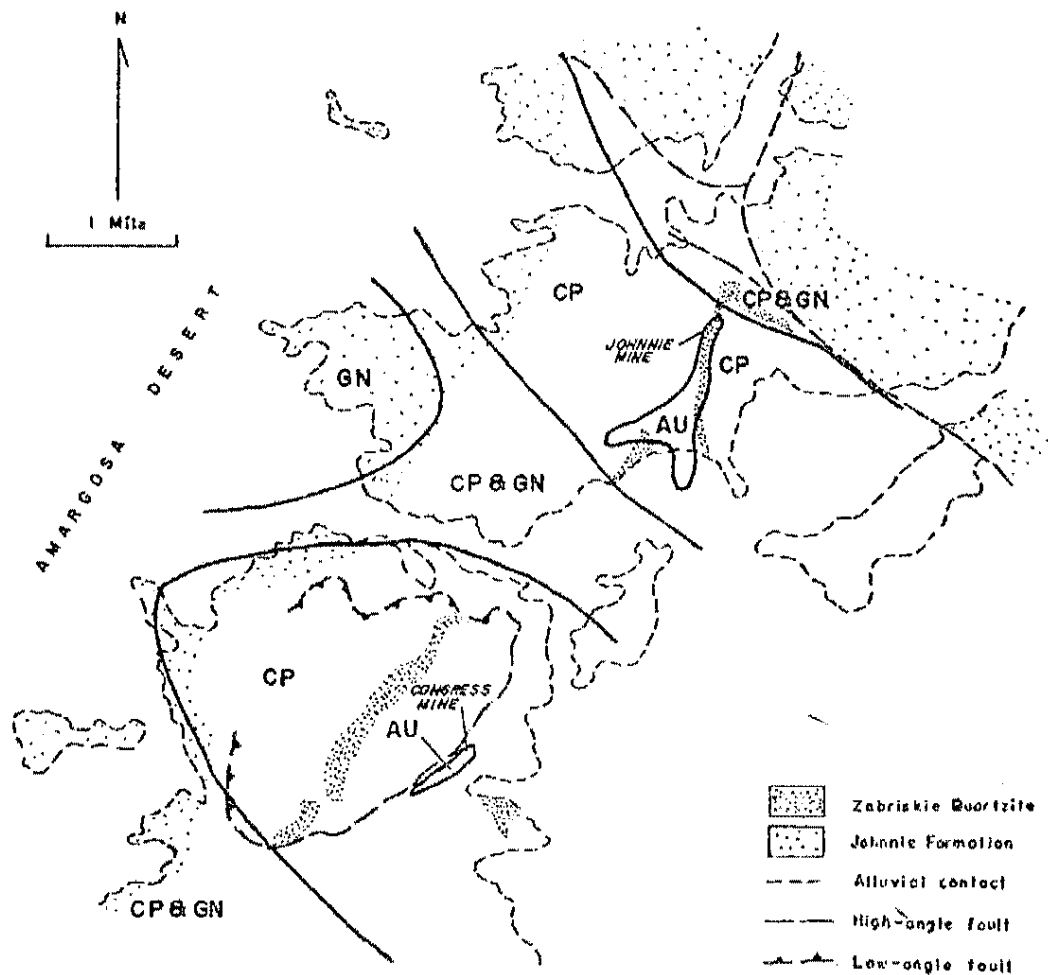 N
1 Mile
AMARGOSA DESERT
CP
CP & GN
JOHNNIE
MINE
CP
GN
AU
CP & GN
CP
CONGRESS
MINE
AU
CP & GN
Zabriskie Quartzite
Johnnie Formation
Alluvial contact
High-angle fault
Low-angle fault